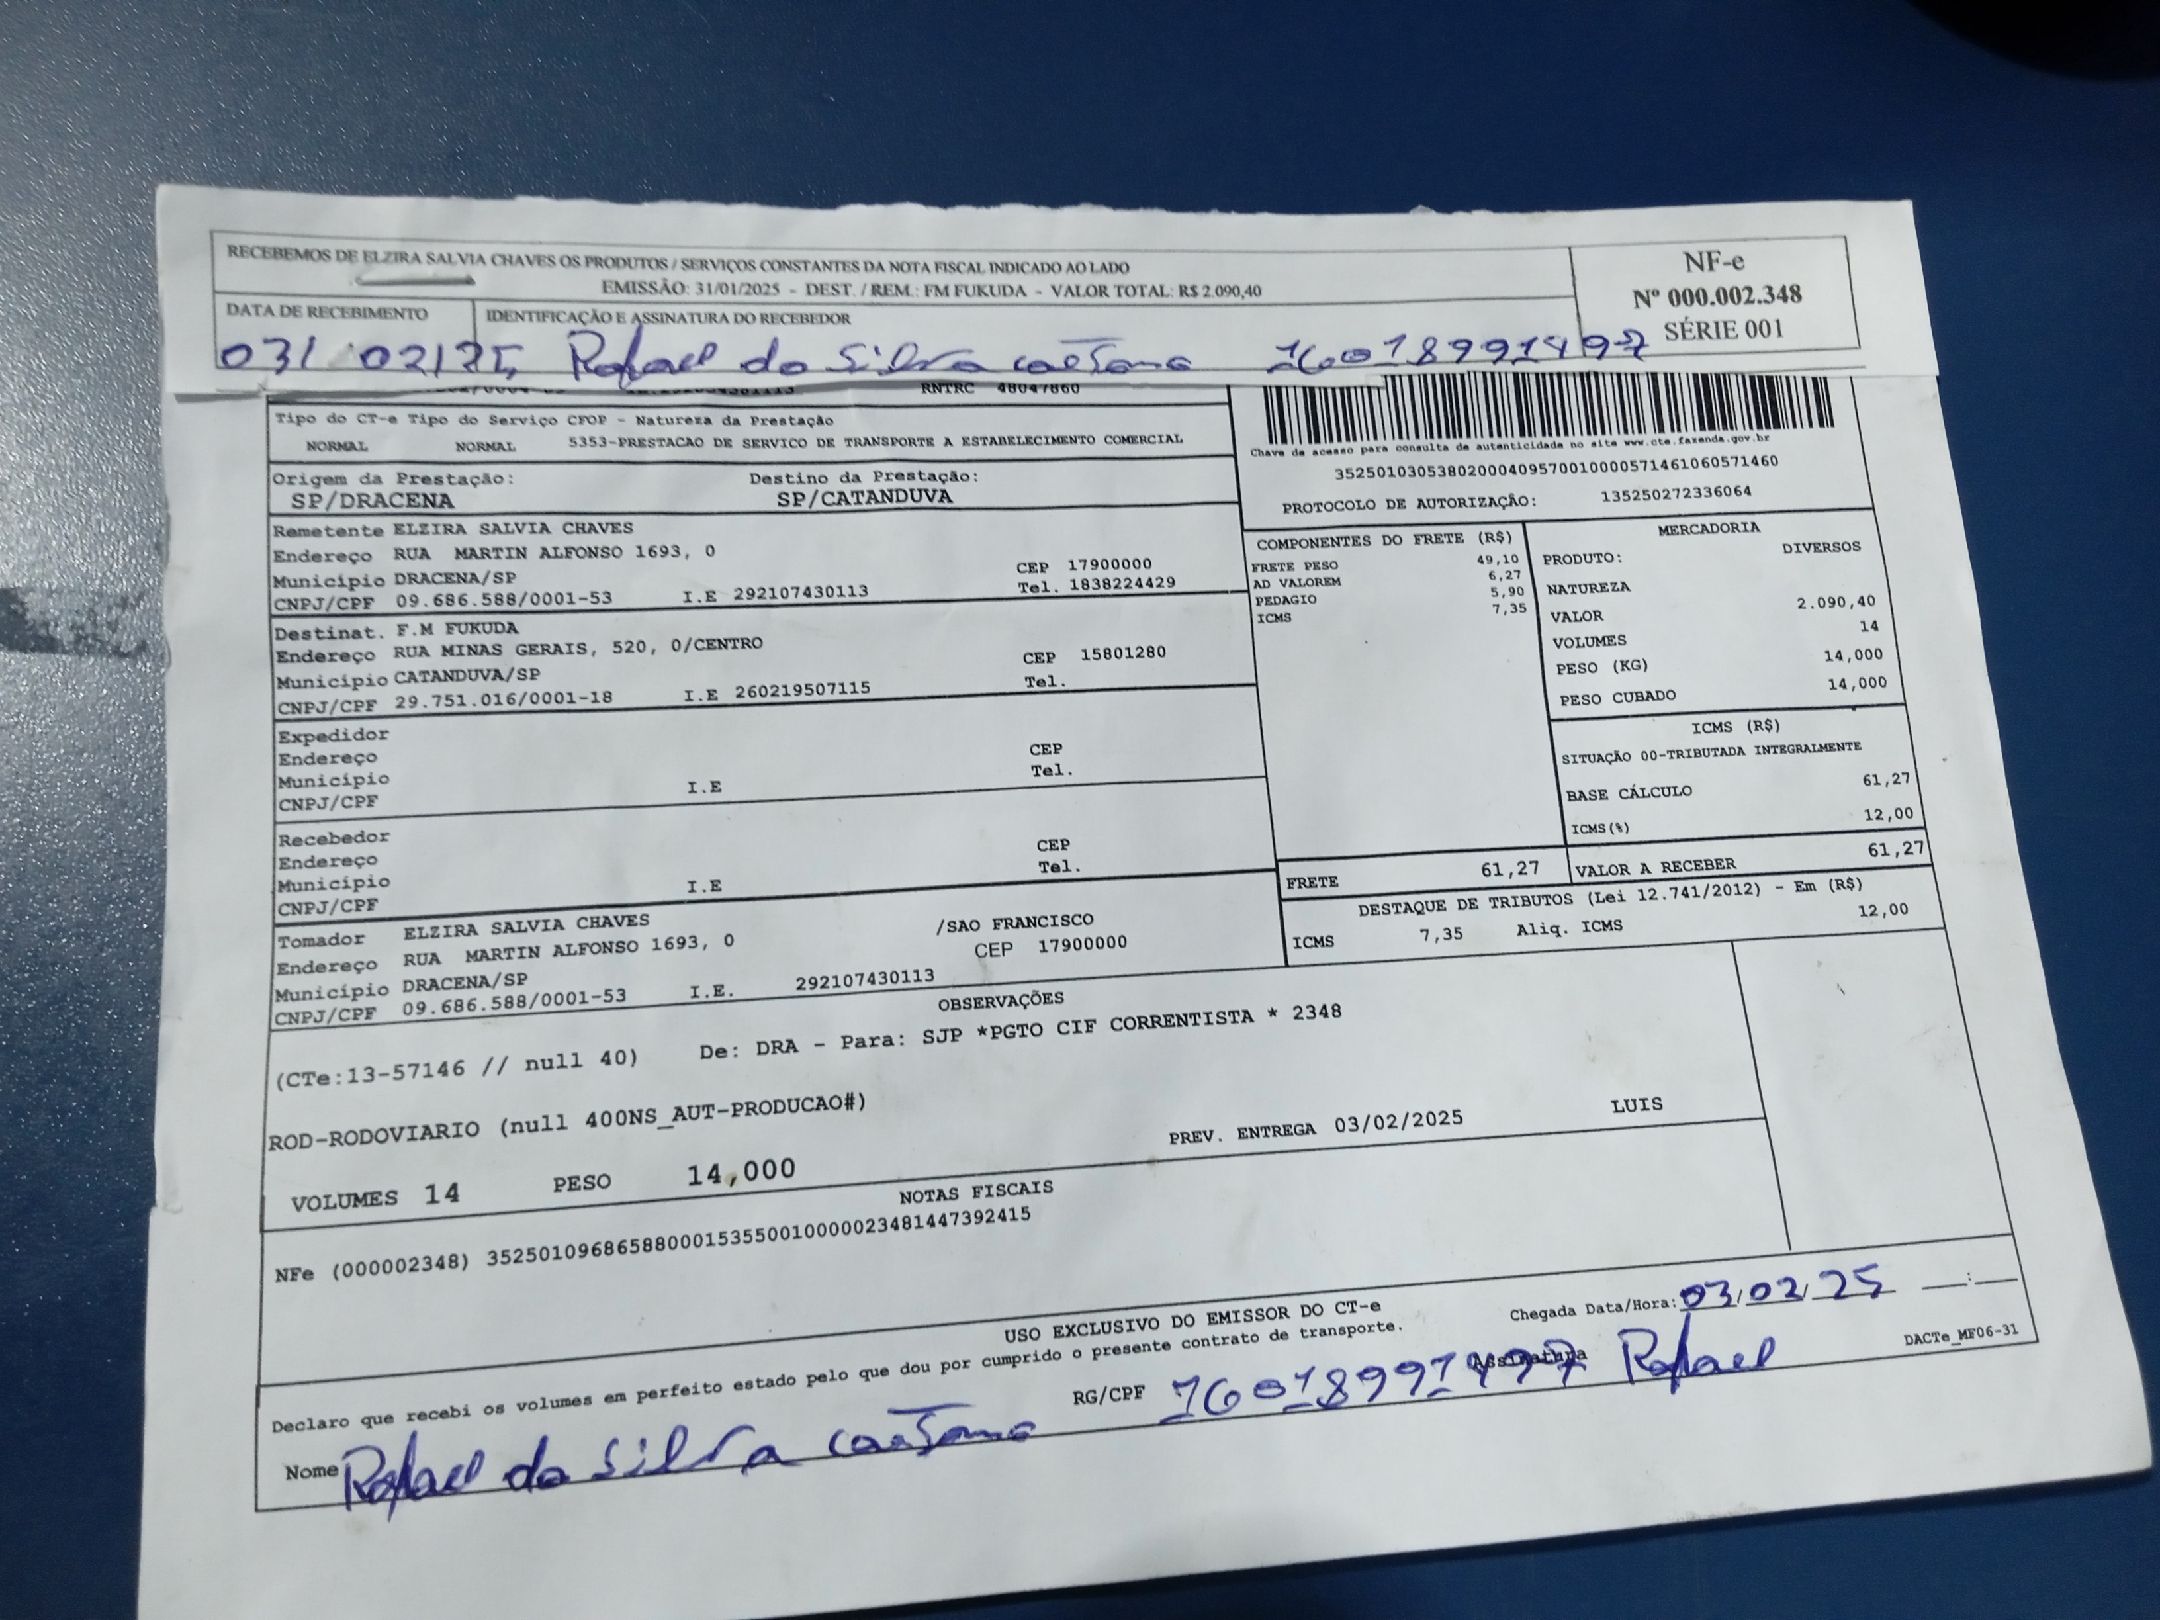 RECEBEMOS DE ELZIRA SALVIA CHAVES OS PRODUTOS / SERVIÇOS CONSTANTES DA NOTA FISCAL INDICADO AO LADO
EMISSÃO: 31/01/2025 - DEST. / REM.: FM FUKUDA - VALOR TOTAL: R$ 2.090,40
NF-e
Nº 000.002.348
SÉRIE 001
DATA DE RECEBIMENTO
IDENTIFICAÇÃO E ASSINATURA DO RECEBEDOR
03/ 02/25 Rafael da Silva Caetano
RNTRC 48047860
Tipo do CT-e Tipo do Serviço CFOP - Natureza da Prestação
NORMAL NORMAL 5353-PRESTACAO DE SERVICO DE TRANSPORTE A ESTABELECIMENTO COMERCIAL
Chave de acesso para consulta de autenticidade no site www.cte.fazenda.gov.br
35250103053802000409570010000571461060571460
PROTOCOLO DE AUTORIZAÇÃO: 135250272336064
Origem da Prestação: Destino da Prestação:
SP/DRACENA SP/CATANDUVA
Remetente ELZIRA SALVIA CHAVES
Endereço RUA MARTIN ALFONSO 1693, 0
Município DRACENA/SP CEP 17900000
CNPJ/CPF 09.686.588/0001-53 I.E 292107430113 Tel. 1838224429
Destinat. F.M FUKUDA
Endereço RUA MINAS GERAIS, 520, 0/CENTRO
Município CATANDUVA/SP CEP 15801280
CNPJ/CPF 29.751.016/0001-18 I.E 260219507115 Tel.
Expedidor
Endereço CEP
Município Tel.
CNPJ/CPF I.E
Recebedor
Endereço CEP
Município Tel.
CNPJ/CPF I.E
Tomador ELZIRA SALVIA CHAVES /SAO FRANCISCO
Endereço RUA MARTIN ALFONSO 1693, 0 CEP 17900000
Município DRACENA/SP
CNPJ/CPF 09.686.588/0001-53 I.E. 292107430113
COMPONENTES DO FRETE (R$)
FRETE PESO 49,10
AD VALOREM 6,27
PEDAGIO 5,90
ICMS 7,35
MERCADORIA
PRODUTO: DIVERSOS
NATUREZA
VALOR 2.090,40
VOLUMES 14
PESO (KG) 14,000
PESO CUBADO 14,000
ICMS (R$)
SITUAÇÃO 00-TRIBUTADA INTEGRALMENTE
BASE CÁLCULO 61,27
ICMS(%) 12,00
FRETE 61,27 VALOR A RECEBER 61,27
DESTAQUE DE TRIBUTOS (Lei 12.741/2012) - Em (R$)
ICMS 7,35 Aliq. ICMS 12,00
OBSERVAÇÕES
(CTe:13-57146 // null 40) De: DRA - Para: SJP *PGTO CIF CORRENTISTA * 2348
ROD-RODOVIARIO (null 400NS_AUT-PRODUCAO#)
PREV. ENTREGA 03/02/2025 LUIS
VOLUMES 14 PESO 14,000
NOTAS FISCAIS
NFe (000002348) 35250109686588000153550010000023481447392415
USO EXCLUSIVO DO EMISSOR DO CT-e
Chegada Data/Hora: 03/02/25 __:__
Declaro que recebi os volumes em perfeito estado pelo que dou por cumprido o presente contrato de transporte.
Assinatura
DACTe_MF06-31
Nome Rafael da Silva Caetano RG/CPF Rafael